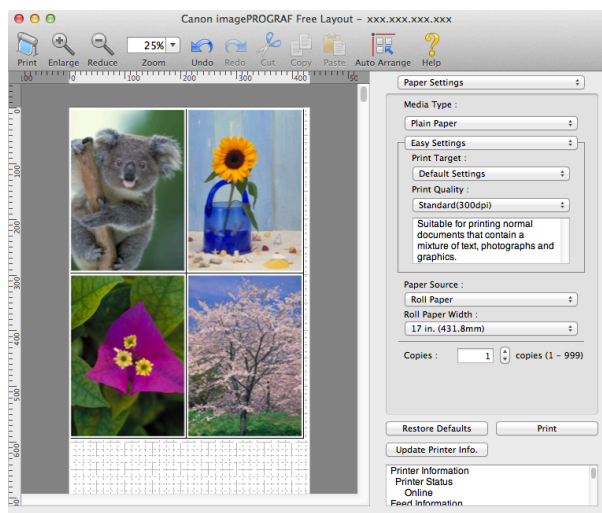 Canon imagePROGRAF Free Layout – xxx.xxx.xxx.xxx
25%
Print Enlarge Reduce Zoom Undo Redo Cut Copy Paste Auto Arrange Help
100 0 100 200 300 400 50
0
100
200
300
400
500
600
Paper Settings
Media Type :
Plain Paper
Easy Settings
Print Target :
Default Settings
Print Quality :
Standard(300dpi)
Suitable for printing normal
documents that contain a
mixture of text, photographs and
graphics.
Paper Source :
Roll Paper
Roll Paper Width :
17 in. (431.8mm)
Copies : 1 copies (1 – 999)
Restore Defaults Print
Update Printer Info.
Printer Information
Printer Status
Online
Feed Information